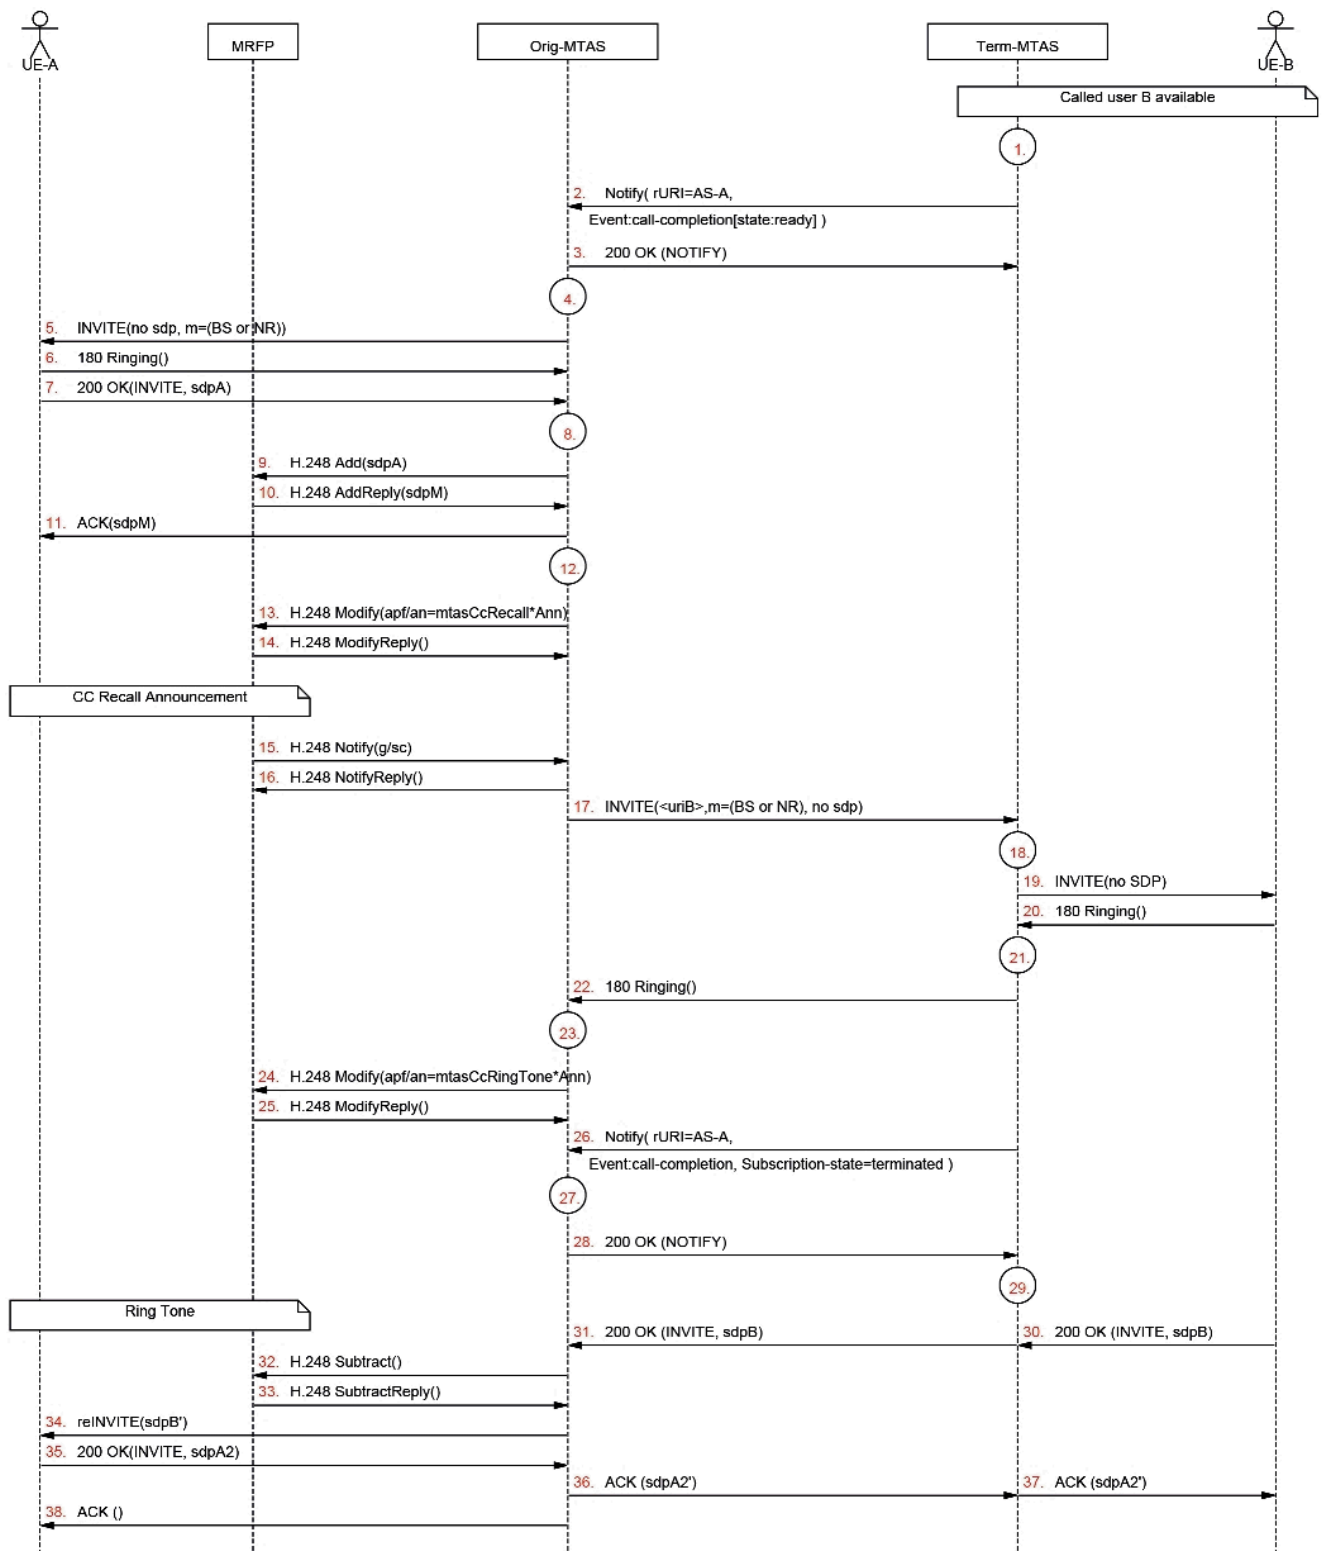 UE-A
MRFP
Orig-MTAS
Term-MTAS
UE-B
Called user B available
1.
2. Notify( rURI=AS-A,
Event:call-completion[state:ready] )
3. 200 OK (NOTIFY)
4.
5. INVITE(no sdp, m=(BS or NR))
6. 180 Ringing()
7. 200 OK(INVITE, sdpA)
8.
9. H.248 Add(sdpA)
10. H.248 AddReply(sdpM)
11. ACK(sdpM)
12.
13. H.248 Modify(apf/an=mtasCcRecall*Ann)
14. H.248 ModifyReply()
CC Recall Announcement
15. H.248 Notify(g/sc)
16. H.248 NotifyReply()
17. INVITE(<uriB>,m=(BS or NR), no sdp)
18.
19. INVITE(no SDP)
20. 180 Ringing()
21.
22. 180 Ringing()
23.
24. H.248 Modify(apf/an=mtasCcRingTone*Ann)
25. H.248 ModifyReply()
26. Notify( rURI=AS-A,
Event:call-completion, Subscription-state=terminated )
27.
28. 200 OK (NOTIFY)
29.
Ring Tone
31. 200 OK (INVITE, sdpB)
30. 200 OK (INVITE, sdpB)
32. H.248 Subtract()
33. H.248 SubtractReply()
34. reINVITE(sdpB')
35. 200 OK(INVITE, sdpA2)
36. ACK (sdpA2')
37. ACK (sdpA2')
38. ACK ()